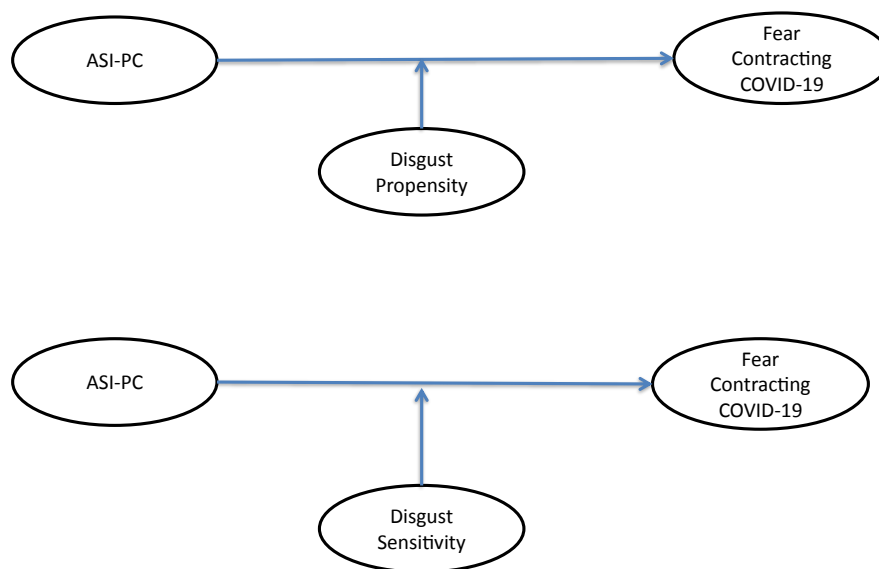 ASI-PC
Fear
Contracting
COVID-19
Disgust
Propensity
ASI-PC
Fear
Contracting
COVID-19
Disgust
Sensitivity